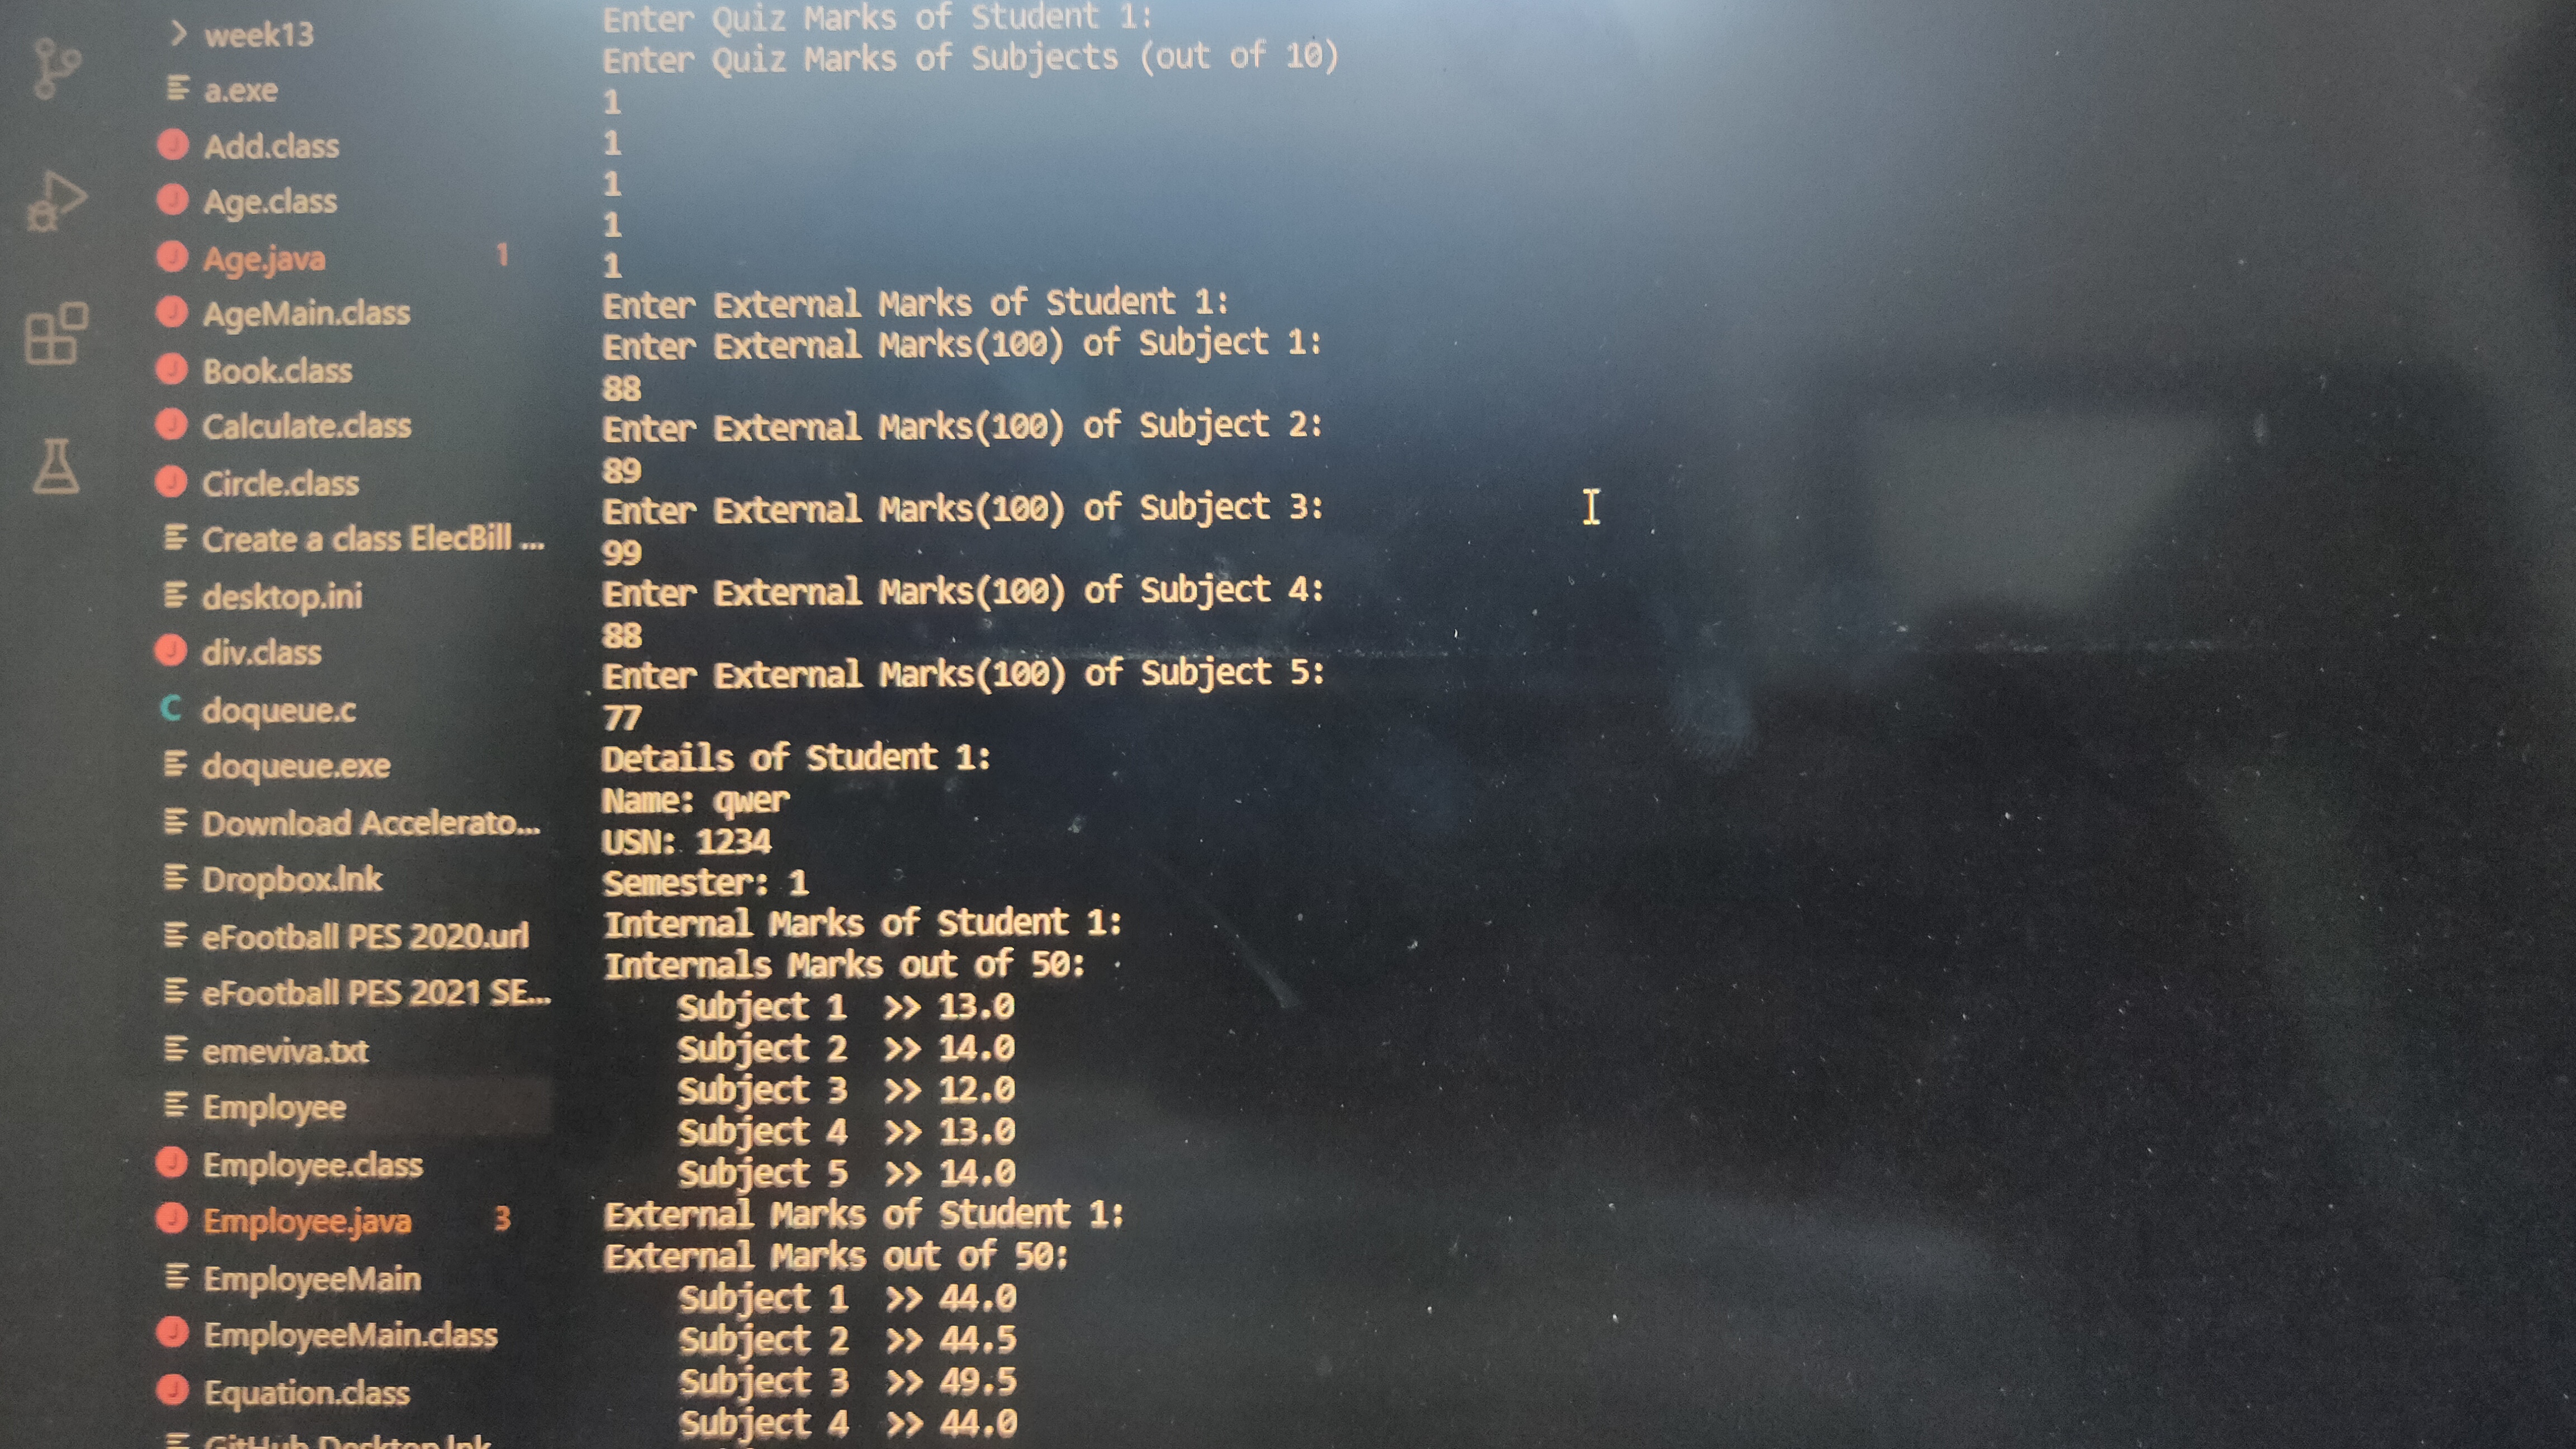 week13
a.exe
Add.class
Age.class
Age.java 1
AgeMain.class
Book.class
Calculate.class
Circle.class
Create a class ElecBill ...
desktop.ini
div.class
C doqueue.c
doqueue.exe
Download Accelerato...
Dropbox.lnk
eFootball PES 2020.url
eFootball PES 2021 SE...
emeviva.txt
Employee
Employee.class
Employee.java 3
EmployeeMain
EmployeeMain.class
Equation.class
GitHub Desktop.lnk
Enter Quiz Marks of Student 1:
Enter Quiz Marks of Subjects (out of 10)
1
1
1
1
1
Enter External Marks of Student 1:
Enter External Marks(100) of Subject 1:
88
Enter External Marks(100) of Subject 2:
89
Enter External Marks(100) of Subject 3:
99
Enter External Marks(100) of Subject 4:
88
Enter External Marks(100) of Subject 5:
77
Details of Student 1:
Name: qwer
USN: 1234
Semester: 1
Internal Marks of Student 1:
Internals Marks out of 50:
Subject 1 >> 13.0
Subject 2 >> 14.0
Subject 3 >> 12.0
Subject 4 >> 13.0
Subject 5 >> 14.0
External Marks of Student 1:
External Marks out of 50:
Subject 1 >> 44.0
Subject 2 >> 44.5
Subject 3 >> 49.5
Subject 4 >> 44.0